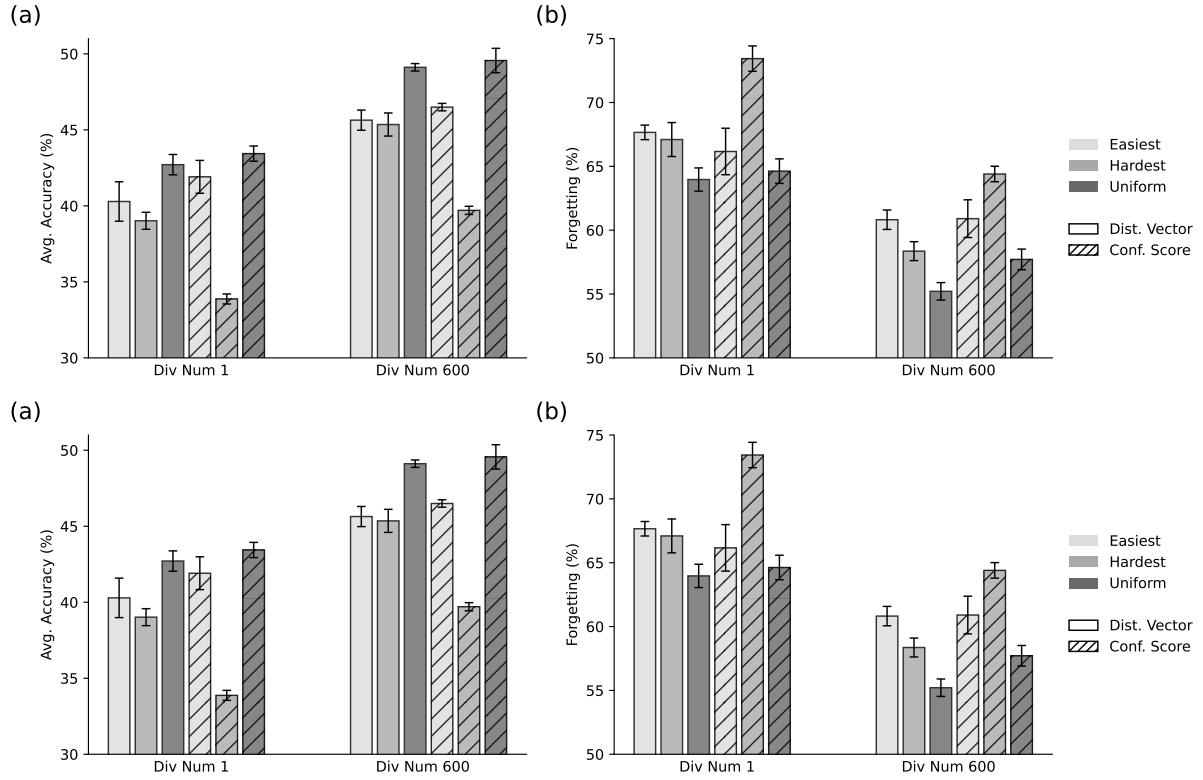 (a)
50
45
40
35
30
Avg. Accuracy (%)
Div Num 1
Div Num 600
(b)
75
70
65
60
55
50
Forgetting (%)
Div Num 1
Div Num 600
Easiest
Hardest
Uniform
Dist. Vector
Conf. Score
(a)
50
45
40
35
30
Avg. Accuracy (%)
Div Num 1
Div Num 600
(b)
75
70
65
60
55
50
Forgetting (%)
Div Num 1
Div Num 600
Easiest
Hardest
Uniform
Dist. Vector
Conf. Score